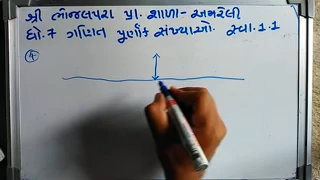 શ્રી ભોજલપરા પ્રા. શાળા - અમરેલી
ધો. 7 ગણિત પૂર્ણાંક સંખ્યાઓ. સ્વા. 1.1
④